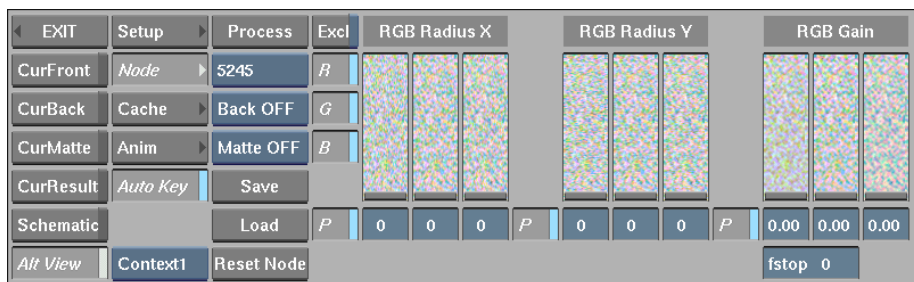 EXIT Setup Process Excl RGB Radius X RGB Radius Y RGB Gain
CurFront Node 5245 R
CurBack Cache Back OFF G
CurMatte Anim Matte OFF B
CurResult Auto Key Save
Schematic Load P 0 0 0 P 0 0 0 P 0.00 0.00 0.00
Alt View Context1 Reset Node fstop 0